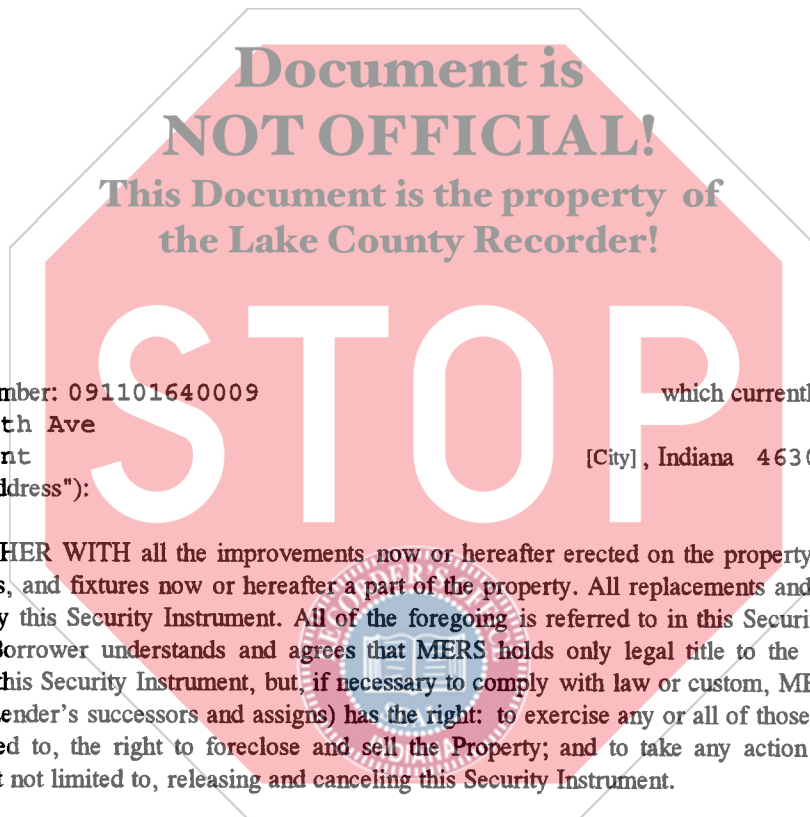 Document is
NOT OFFICIAL!
This Document is the property of
the Lake County Recorder!
STOP
mber: 091101640009 which currentl
th Ave
nt [City], Indiana 4630
ddress"):
HER WITH all the improvements now or hereafter erected on the property
s, and fixtures now or hereafter a part of the property. All replacements and
y this Security Instrument. All of the foregoing is referred to in this Securi
Borrower understands and agrees that MERS holds only legal title to the
this Security Instrument, but, if necessary to comply with law or custom, ME
ender's successors and assigns) has the right: to exercise any or all of those
ed to, the right to foreclose and sell the Property; and to take any action
t not limited to, releasing and canceling this Security Instrument.
RECORDER'S
INDIANA